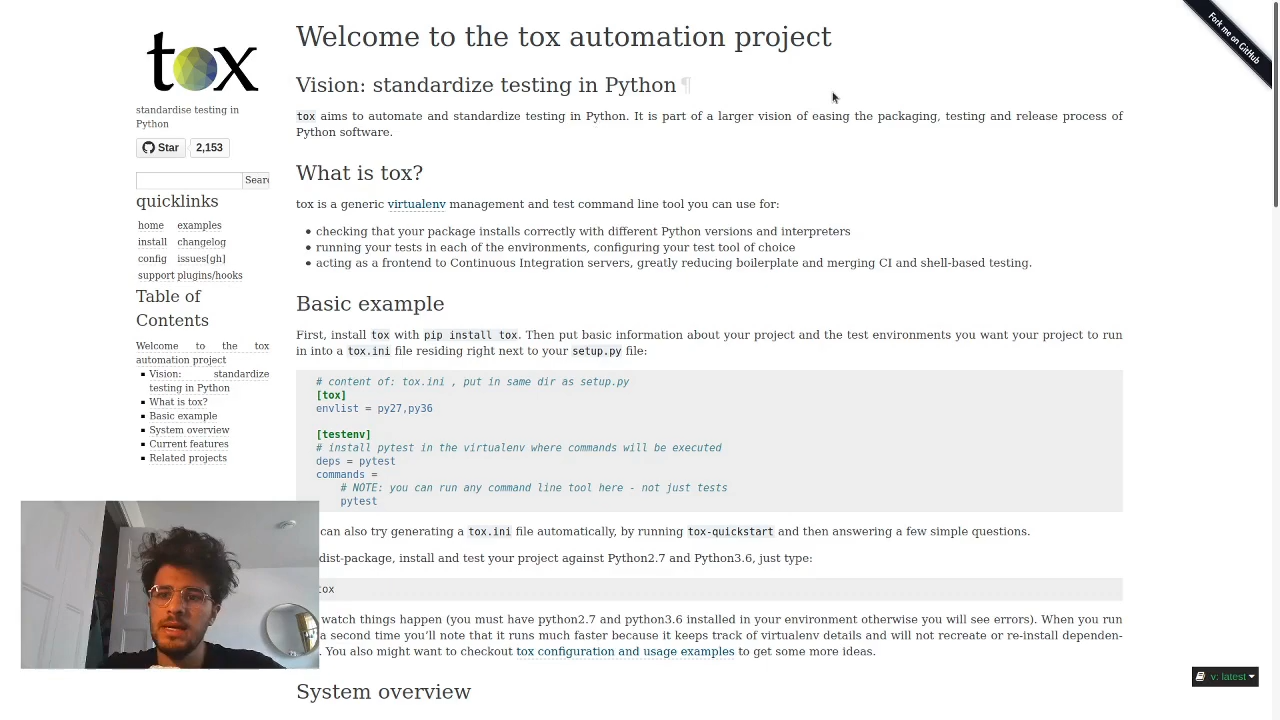 tox
standardise testing in
Python
Star
2,153
Sear
quicklinks
home examples
install changelog
config issues[gh]
support plugins/hooks
Table of
Contents
Welcome to the tox
automation project
Vision: standardize
testing in Python
What is tox?
Basic example
System overview
Current features
Related projects
Welcome to the tox automation project
Vision: standardize testing in Python ¶
tox aims to automate and standardize testing in Python. It is part of a larger vision of easing the packaging, testing and release process of
Python software.
What is tox?
tox is a generic virtualenv management and test command line tool you can use for:
checking that your package installs correctly with different Python versions and interpreters
running your tests in each of the environments, configuring your test tool of choice
acting as a frontend to Continuous Integration servers, greatly reducing boilerplate and merging CI and shell-based testing.
Basic example
First, install tox with pip install tox. Then put basic information about your project and the test environments you want your project to run
in into a tox.ini file residing right next to your setup.py file:
# content of: tox.ini , put in same dir as setup.py
[tox]
envlist = py27,py36
[testenv]
# install pytest in the virtualenv where commands will be executed
deps = pytest
commands =
# NOTE: you can run any command line tool here - not just tests
pytest
can also try generating a tox.ini file automatically, by running tox-quickstart and then answering a few simple questions.
dist-package, install and test your project against Python2.7 and Python3.6, just type:
tox
watch things happen (you must have python2.7 and python3.6 installed in your environment otherwise you will see errors). When you run
a second time you'll note that it runs much faster because it keeps track of virtualenv details and will not recreate or re-install dependen-
. You also might want to checkout tox configuration and usage examples to get some more ideas.
System overview
Fork me on GitHub
v: latest